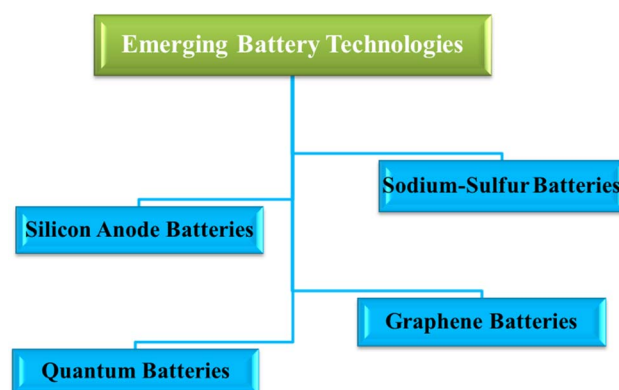 Emerging Battery Technologies
Sodium-Sulfur Batteries
Silicon Anode Batteries
Graphene Batteries
Quantum Batteries